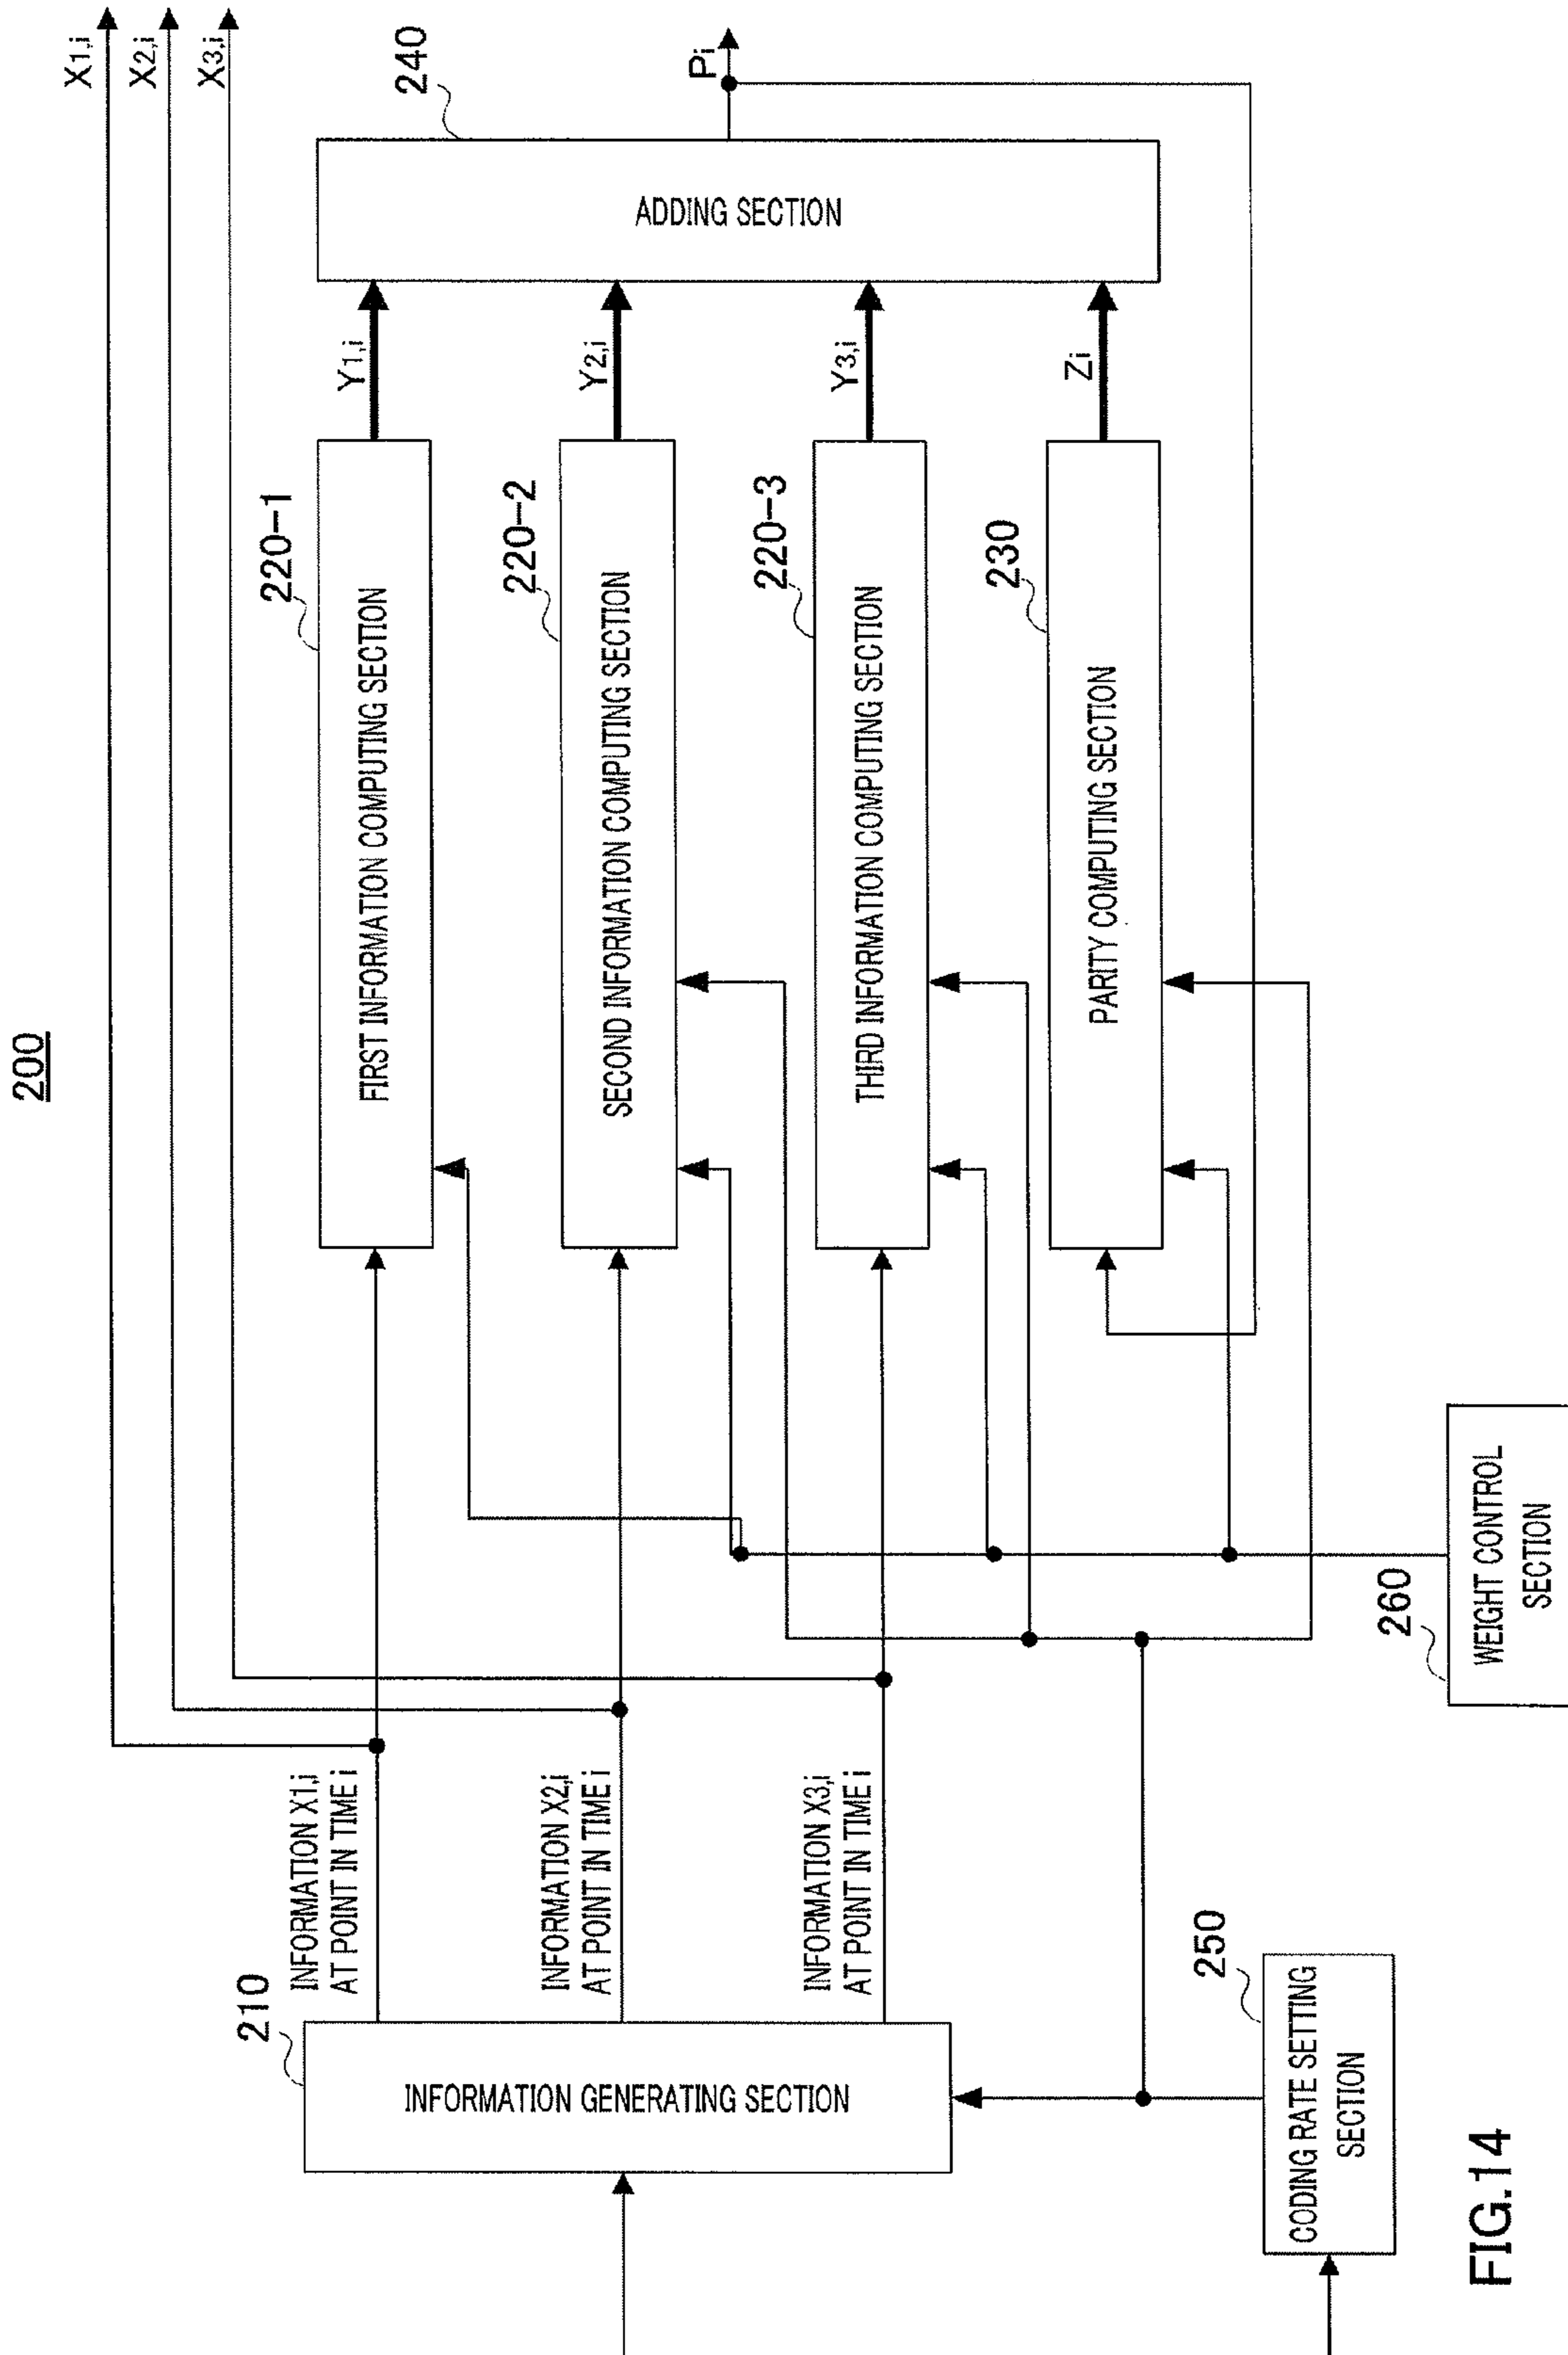 200
X1,i
X2,i
X3,i
210
INFORMATION GENERATING SECTION
INFORMATION X1,i
AT POINT IN TIME i
INFORMATION X2,i
AT POINT IN TIME i
INFORMATION X3,i
AT POINT IN TIME i
220-1
FIRST INFORMATION COMPUTING SECTION
Y1,i
220-2
SECOND INFORMATION COMPUTING SECTION
Y2,i
220-3
THIRD INFORMATION COMPUTING SECTION
Y3,i
230
PARITY COMPUTING SECTION
Zi
240
ADDING SECTION
Pi
250
CODING RATE SETTING
SECTION
260
WEIGHT CONTROL
SECTION
FIG.14